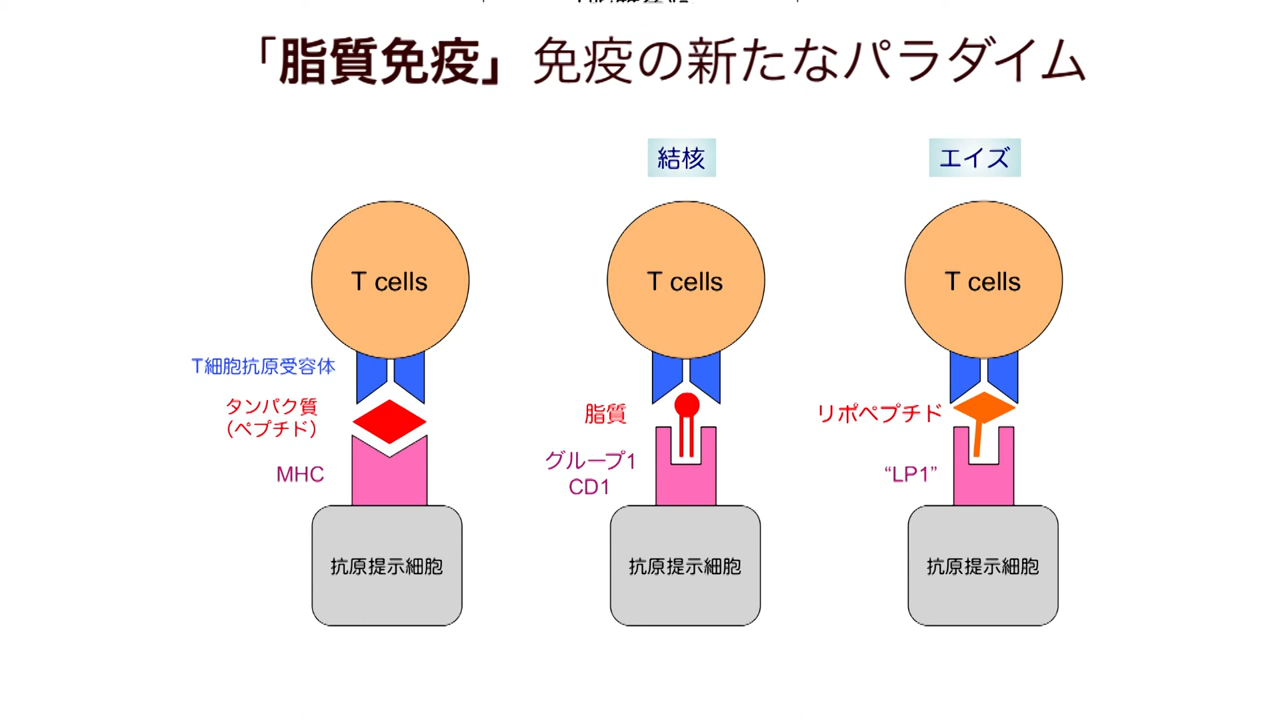 「脂質免疫」免疫の新たなパラダイム
結核
エイズ
T cells
T cells
T cells
T細胞抗原受容体
タンパク質
(ペプチド)
MHC
脂質
グループ1
CD1
リポペプチド
“LP1”
抗原提示細胞
抗原提示細胞
抗原提示細胞